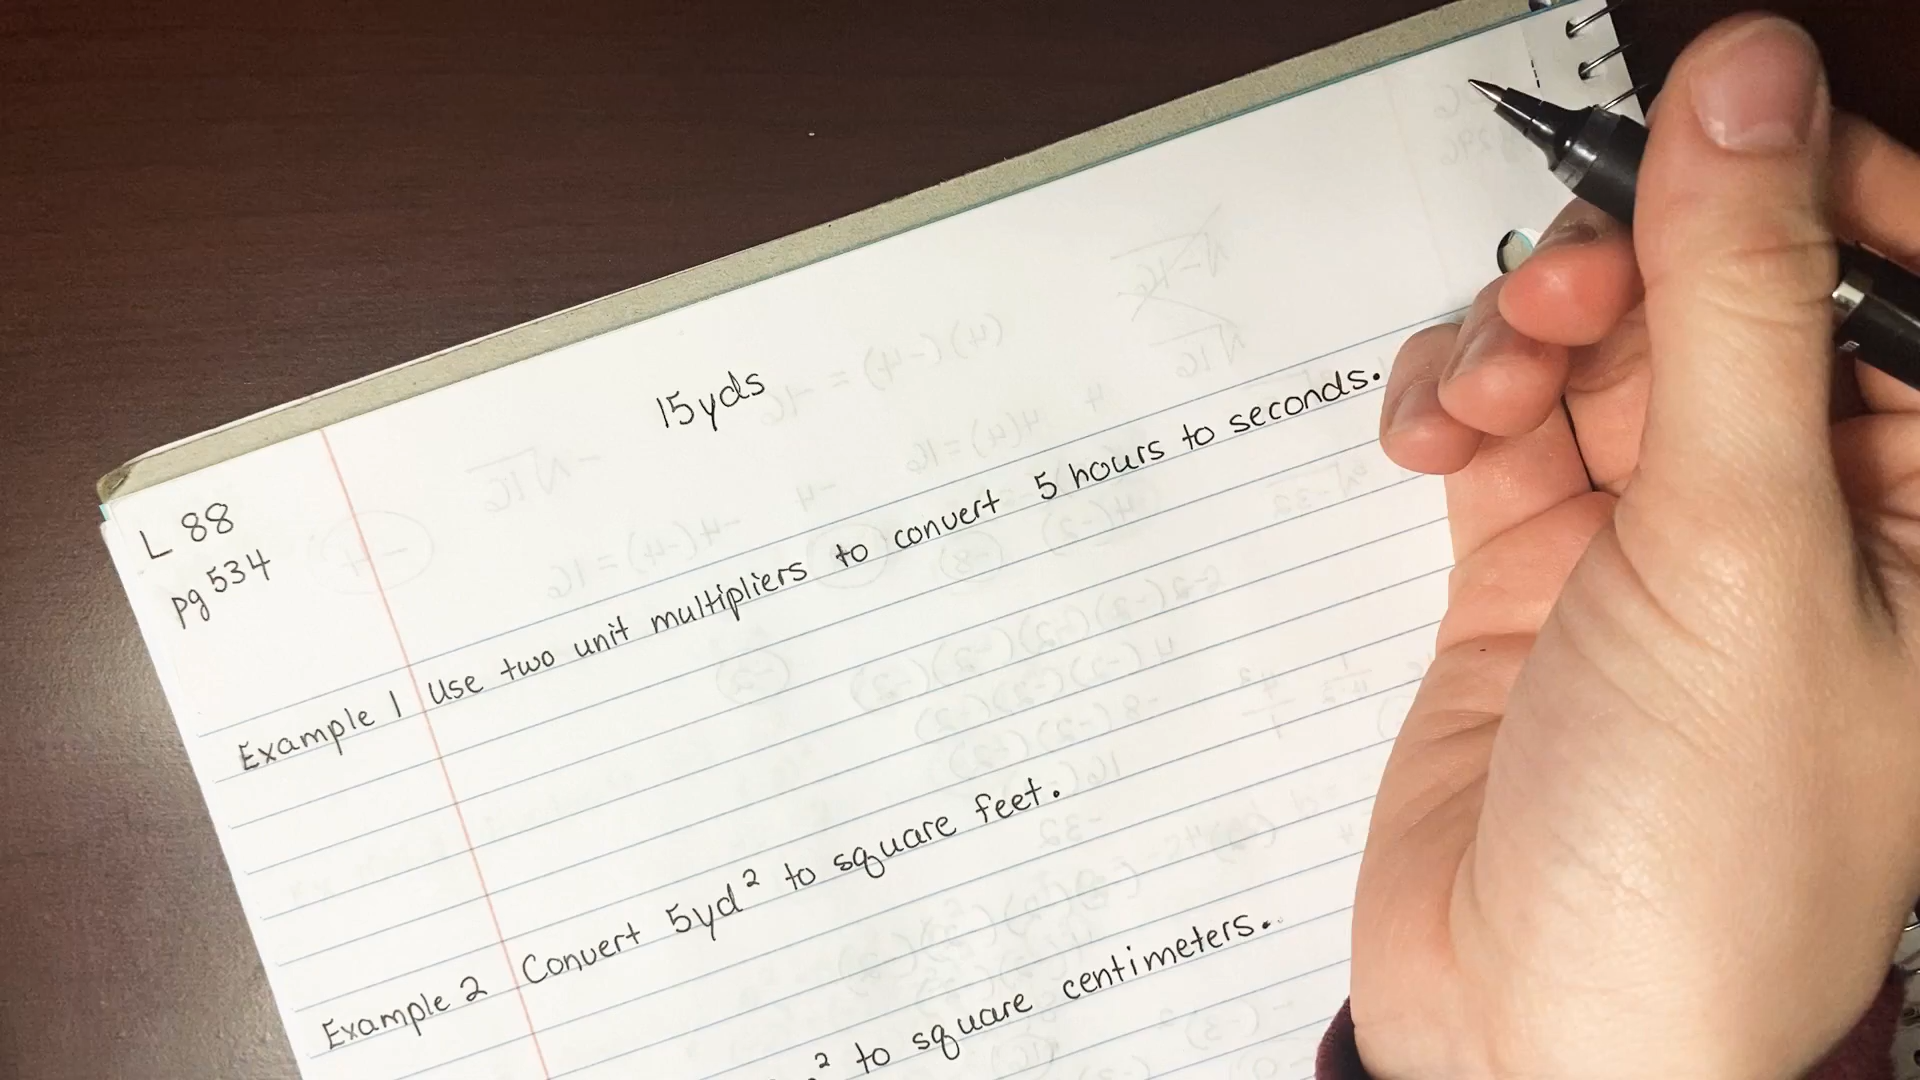 15yds
L 88
pg 534
Example 1 Use two unit multipliers to convert 5 hours to seconds.
Example 2 Convert 5yd² to square feet.
² to square centimeters.